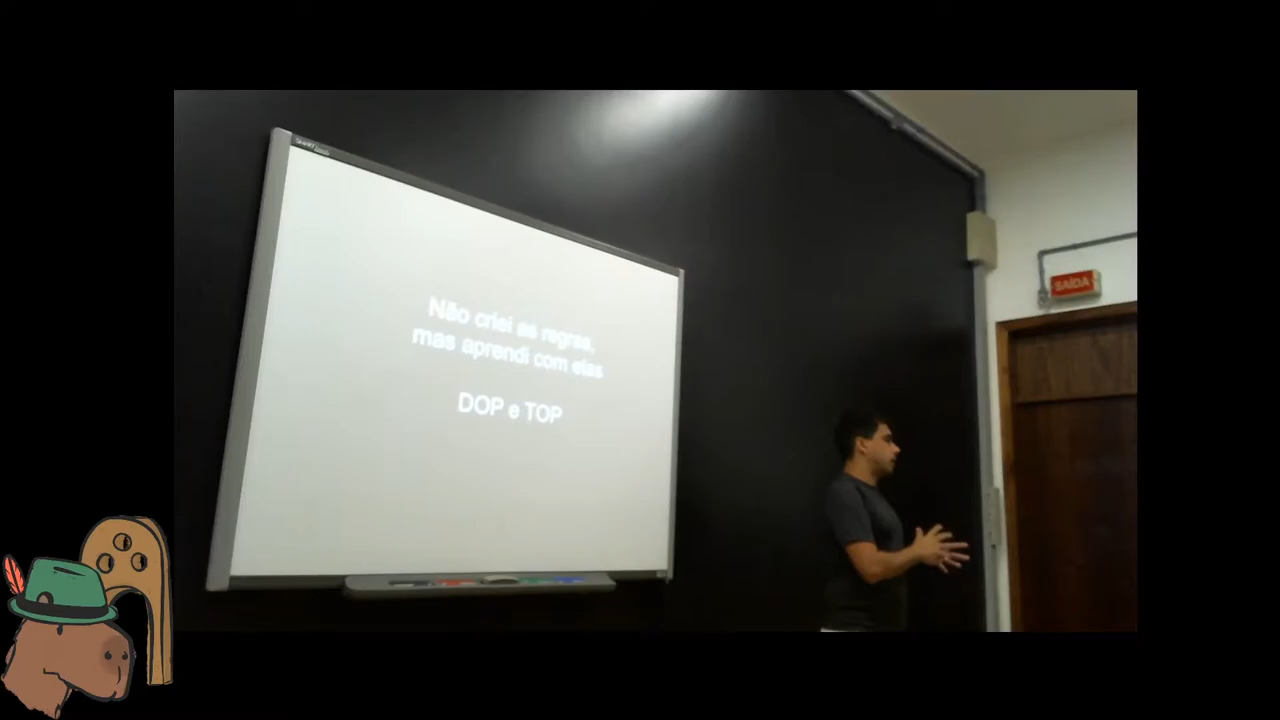 Não criei as regras,
mas aprendi com elas
DOP e TOP
SAÍDA